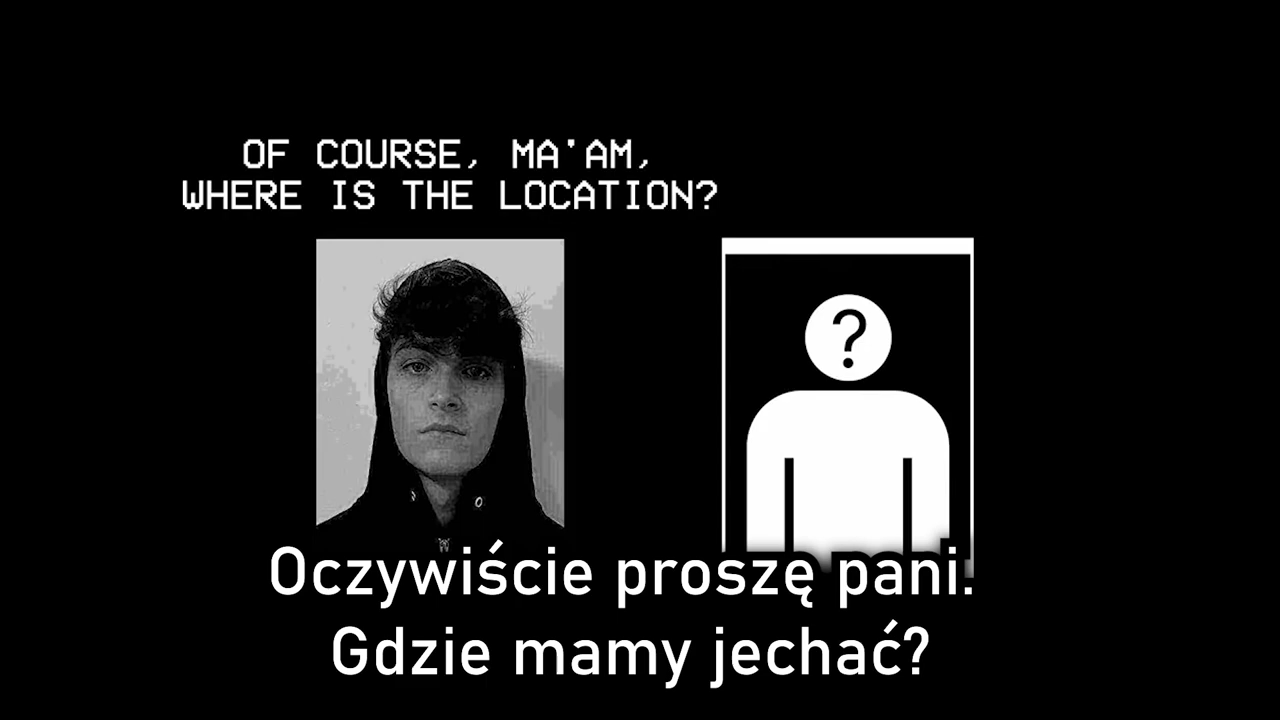 OF COURSE, MA'AM,
WHERE IS THE LOCATION?
?
Oczywiście proszę pani.
Gdzie mamy jechać?